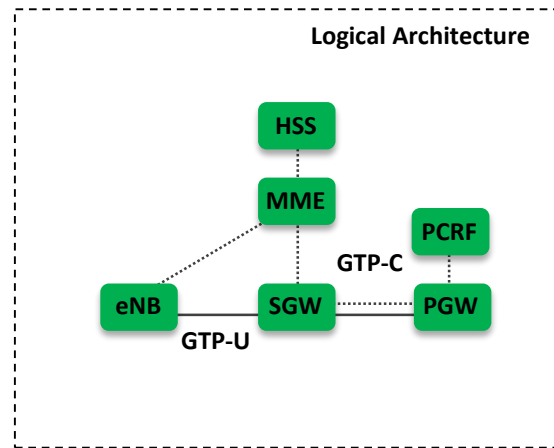 Logical Architecture
HSS
MME
PCRF
GTP-C
eNB
SGW
PGW
GTP-U